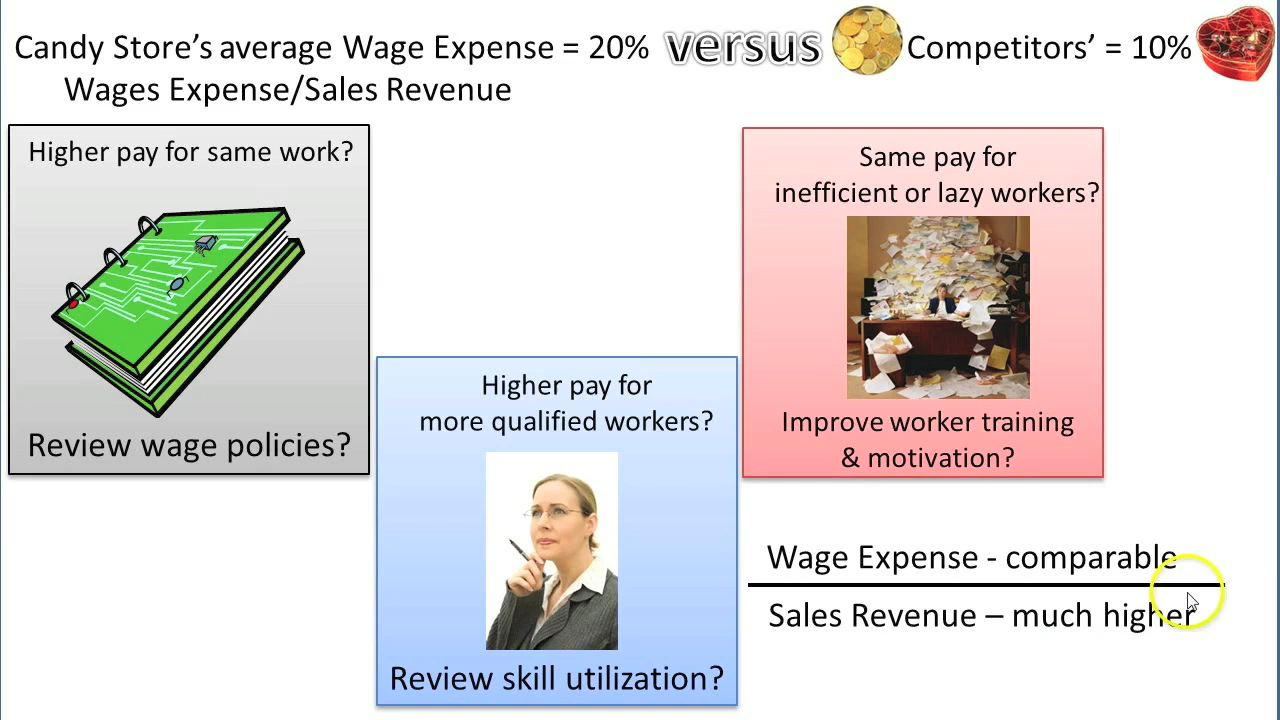 Candy Store's average Wage Expense = 20% versus Competitors' = 10%
Wages Expense/Sales Revenue
Higher pay for same work?
Review wage policies?
Higher pay for
more qualified workers?
Review skill utilization?
Same pay for
inefficient or lazy workers?
Improve worker training
& motivation?
Wage Expense - comparable
Sales Revenue – much higher